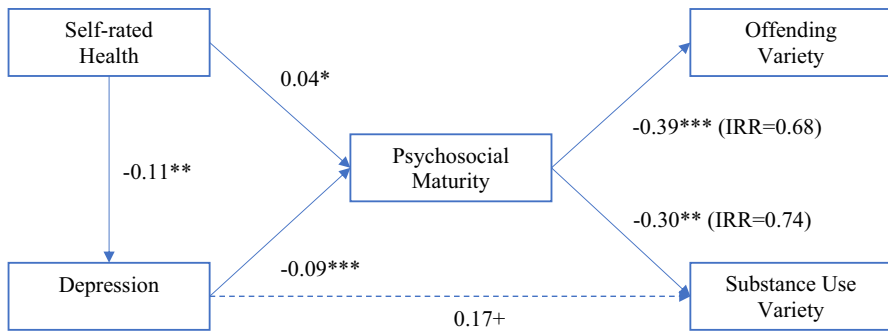 Self-rated
Health
Offending
Variety
0.04*
-0.39*** (IRR=0.68)
Psychosocial
Maturity
-0.11**
-0.30** (IRR=0.74)
-0.09***
Depression
Substance Use
Variety
0.17+